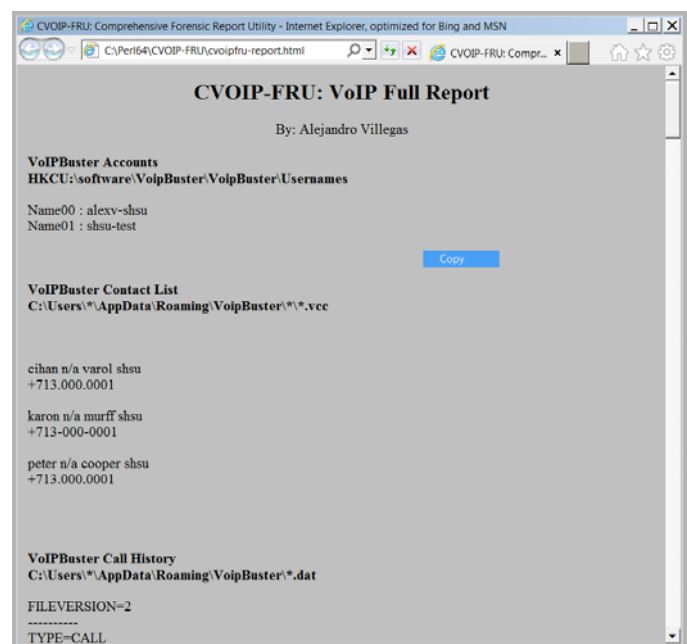 CVOIP-FRU: Comprehensive Forensic Report Utility - Internet Explorer, optimized for Bing and MSN
C:\Perl64\CVOIP-FRU\cvoipfru-report.html
CVOIP-FRU: Compr...
CVOIP-FRU: VoIP Full Report
By: Alejandro Villegas
VoIPBuster Accounts
HKCU:\software\VoipBuster\VoipBuster\Usernames
Name00 : alexv-shsu
Name01 : shsu-test
Copy
VoIPBuster Contact List
C:\Users\*\AppData\Roaming\VoipBuster\*\*.vcc
cihan n/a varol shsu
+713.000.0001
karon n/a murff shsu
+713-000-0001
peter n/a cooper shsu
+713.000.0001
VoIPBuster Call History
C:\Users\*\AppData\Roaming\VoipBuster\*.dat
FILEVERSION=2
----------
TYPE=CALL